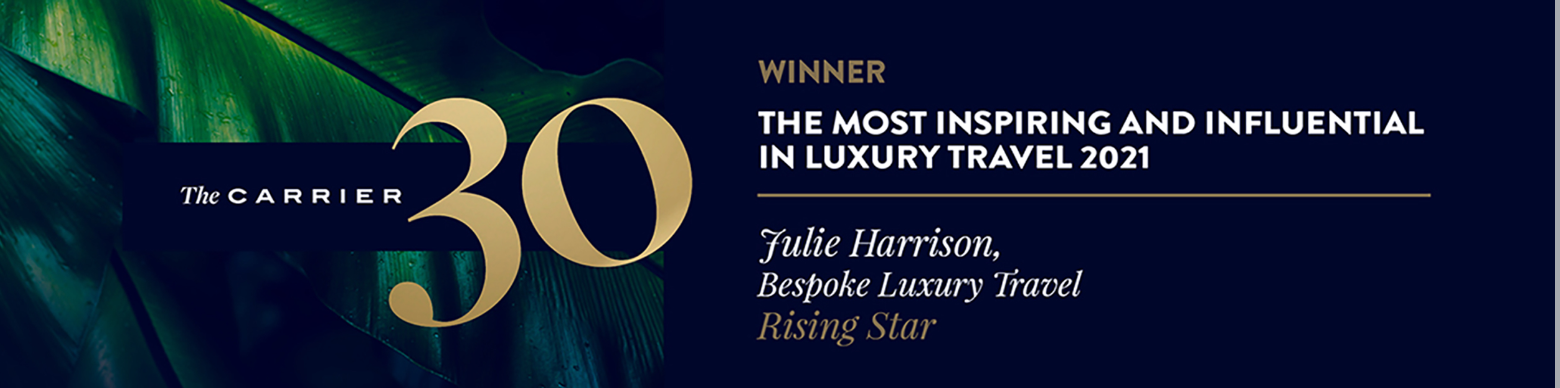 The CARRIER
30
WINNER
THE MOST INSPIRING AND INFLUENTIAL
IN LUXURY TRAVEL 2021
Julie Harrison,
Bespoke Luxury Travel
Rising Star